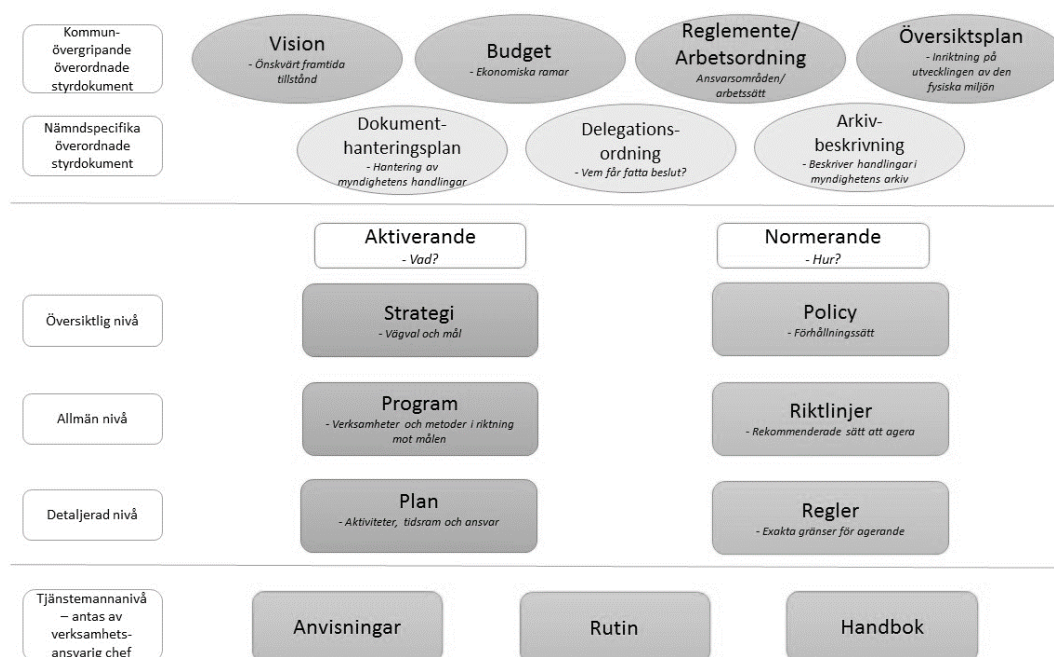 Kommun-
övergripande
överordnade
styrdokument
Vision
- Önskvärt framtida
tillstånd
Budget
- Ekonomiska ramar
Reglemente/
Arbetsordning
Ansvarsområden/
arbetssätt
Översiktsplan
- Inriktning på
utvecklingen av den
fysiska miljön
Nämndspecifika
överordnade
styrdokument
Dokument-
hanteringsplan
- Hantering av
myndighetens handlingar
Delegations-
ordning
- Vem får fatta beslut?
Arkiv-
beskrivning
- Beskriver handlingar i
myndighetens arkiv
Aktiverande
- Vad?
Normerande
- Hur?
Översiktlig nivå
Strategi
- Vägval och mål
Policy
- Förhållningssätt
Allmän nivå
Program
- Verksamheter och metoder i riktning
mot målen
Riktlinjer
- Rekommenderade sätt att agera
Detaljerad nivå
Plan
- Aktiviteter, tidsram och ansvar
Regler
- Exakta gränser för agerande
Tjänstemannanivå
– antas av
verksamhets-
ansvarig chef
Anvisningar
Rutin
Handbok